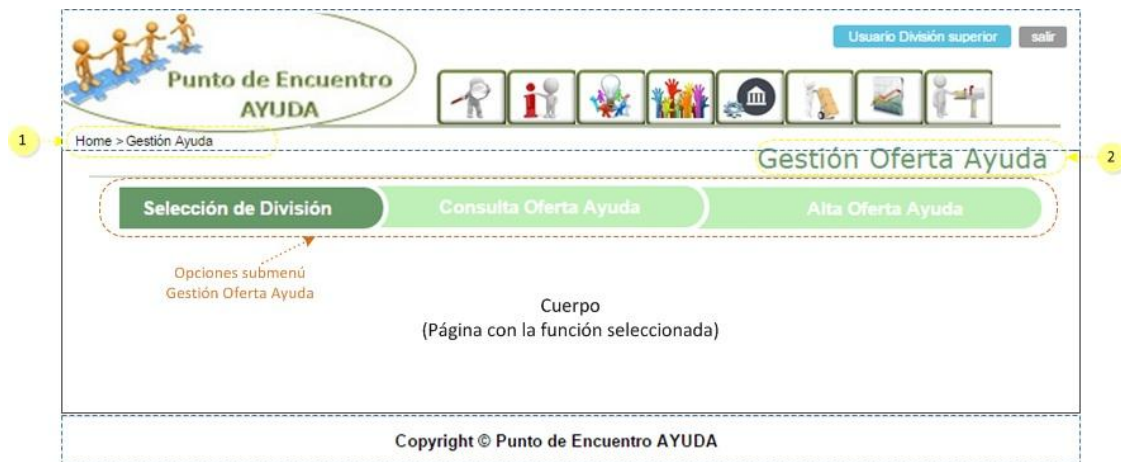 Usuario División superior
salir
Punto de Encuentro
AYUDA
1
Home > Gestión Ayuda
Gestión Oferta Ayuda
2
Selección de División
Consulta Oferta Ayuda
Alta Oferta Ayuda
Opciones submenú
Gestión Oferta Ayuda
Cuerpo
(Página con la función seleccionada)
Copyright © Punto de Encuentro AYUDA